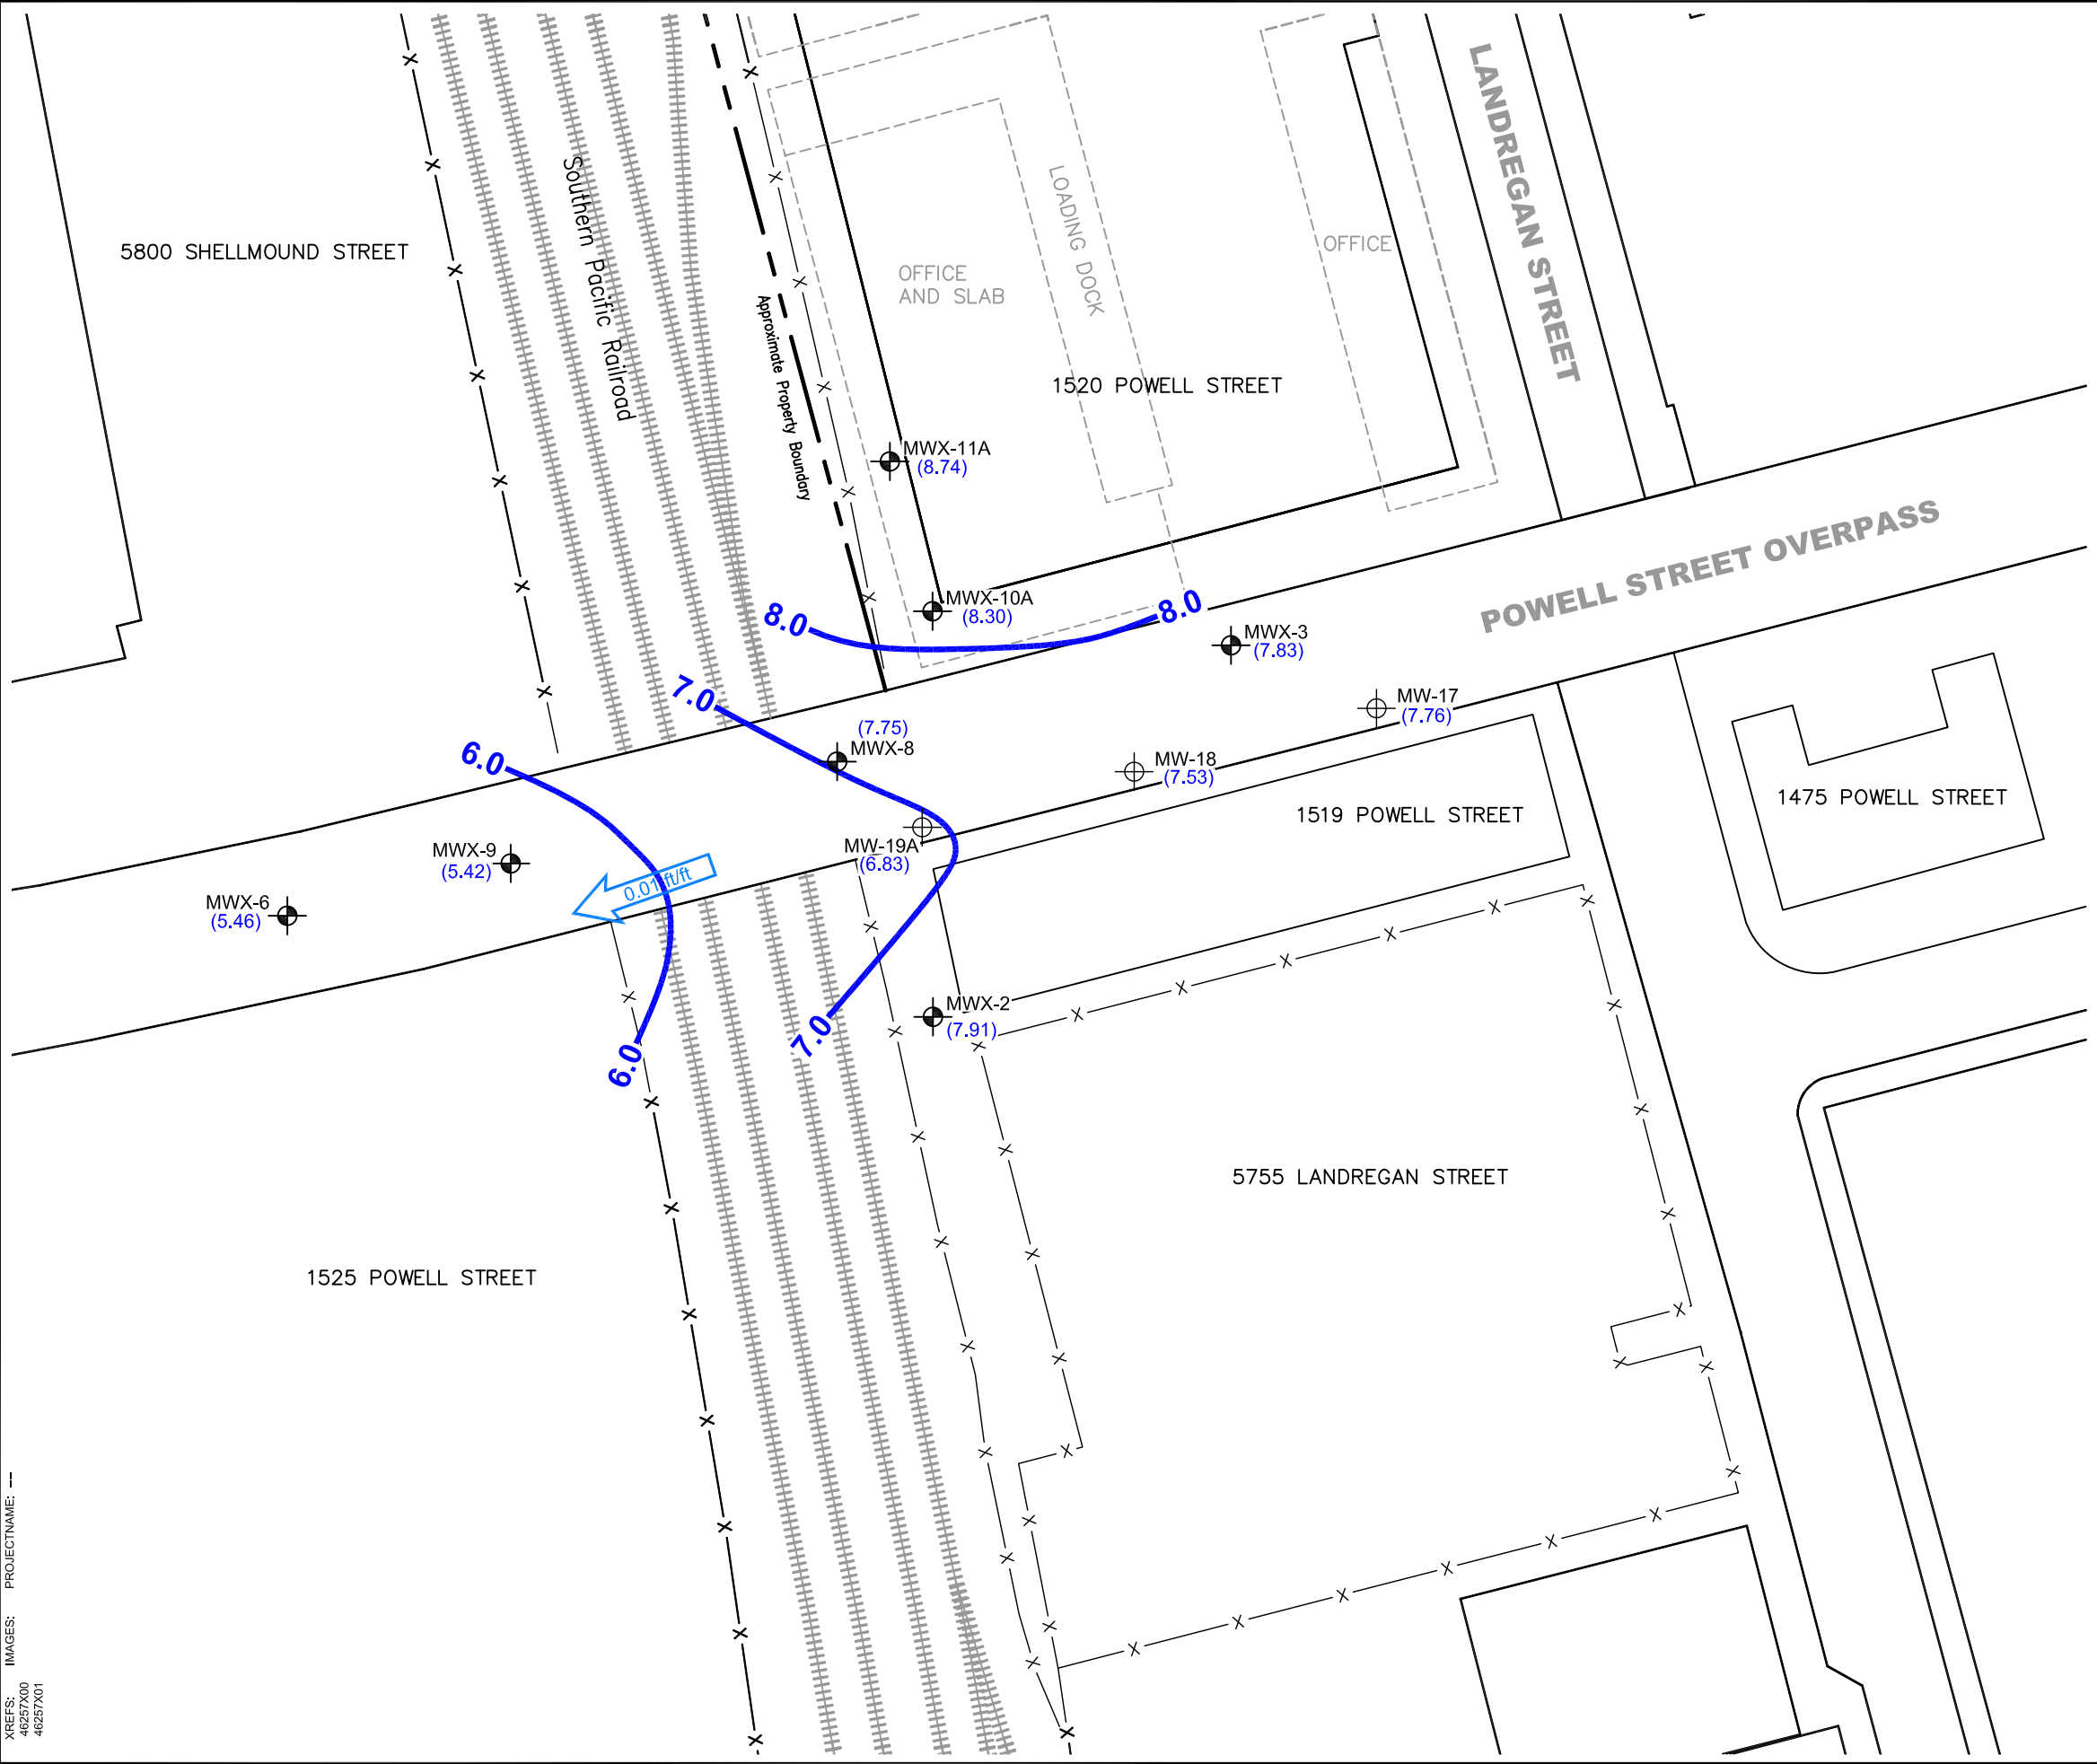 LANDREGAN STREET
Southern Pacific Railroad
LOADING DOCK
OFFICE
5800 SHELLMOUND STREET
OFFICE
AND SLAB
Approximate Property Boundary
1520 POWELL STREET
MWX-11A
(8.74)
POWELL STREET OVERPASS
MWX-10A
(8.30)
8.0
8.0
MWX-3
(7.83)
7.0
MW-17
(7.76)
(7.75)
MWX-8
6.0
MW-18
(7.53)
1475 POWELL STREET
1519 POWELL STREET
MW-19A
(6.83)
MWX-9
(5.42)
0.01 ft/ft
MWX-6
(5.46)
MWX-2
(7.91)
7.0
6.0
5755 LANDREGAN STREET
1525 POWELL STREET
XREFS: IMAGES: PROJECTNAME: --
46257X00
46257X01